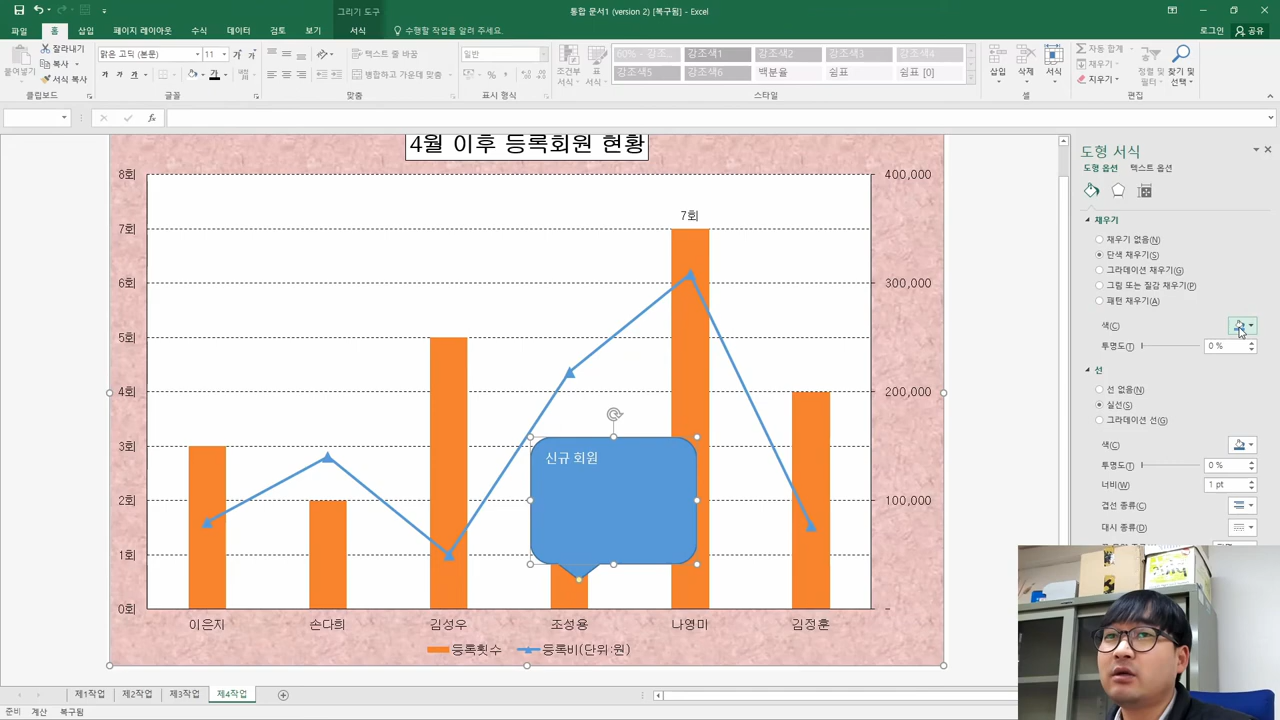 그리기 도구
통합 문서1 (version 2) [복구됨] - Excel
파일
홈
삽입
페이지 레이아웃
수식
데이터
검토
보기
서식
수행할 작업을 알려 주세요.
로그인
공유
붙여넣기
잘라내기
복사
서식 복사
클립보드
맑은 고딕 (본문)
11
가 가 가
글꼴
텍스트 줄 바꿈
병합하고 가운데 맞춤
맞춤
일반
표시 형식
조건부 서식
표 서식
60% - 강조...
강조색1
강조색2
강조색3
강조색4
강조색5
강조색6
백분율
쉼표
쉼표 [0]
스타일
삽입
삭제
서식
셀
자동 합계
채우기
지우기
정렬 및 필터
찾기 및 선택
편집
fx
4월 이후 등록회원 현황
8회
7회
6회
5회
4회
3회
2회
1회
0회
400,000
300,000
200,000
100,000
-
7회
신규 회원
이은지
손다희
김성우
조성용
나영마
김정훈
등록횟수
등록비(단위:원)
도형 서식
도형 옵션
텍스트 옵션
채우기
채우기 없음(N)
단색 채우기(S)
그라데이션 채우기(G)
그림 또는 질감 채우기(P)
패턴 채우기(A)
색(C)
투명도(T)
0 %
선
선 없음(N)
실선(S)
그라데이션 선(G)
색(C)
투명도(T)
0 %
너비(W)
1 pt
겹선 종류(C)
대시 종류(D)
제1작업
제2작업
제3작업
제4작업
준비
계산
복구됨